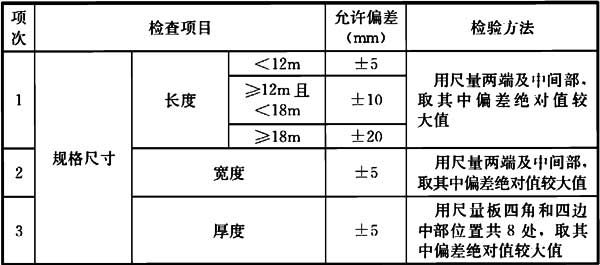 项次 检查项目 允许偏差（mm） 检验方法
1 规格尺寸 长度 ＜12m ±5 用尺量两端及中间部，取其中偏差绝对值较大值
≥12m且＜18m ±10
≥18m ±20
2 宽度 ±5 用尺量两端及中间部，取其中偏差绝对值较大值
3 厚度 ±5 用尺量板四角和四边中部位置共8处，取其中偏差绝对值较大值